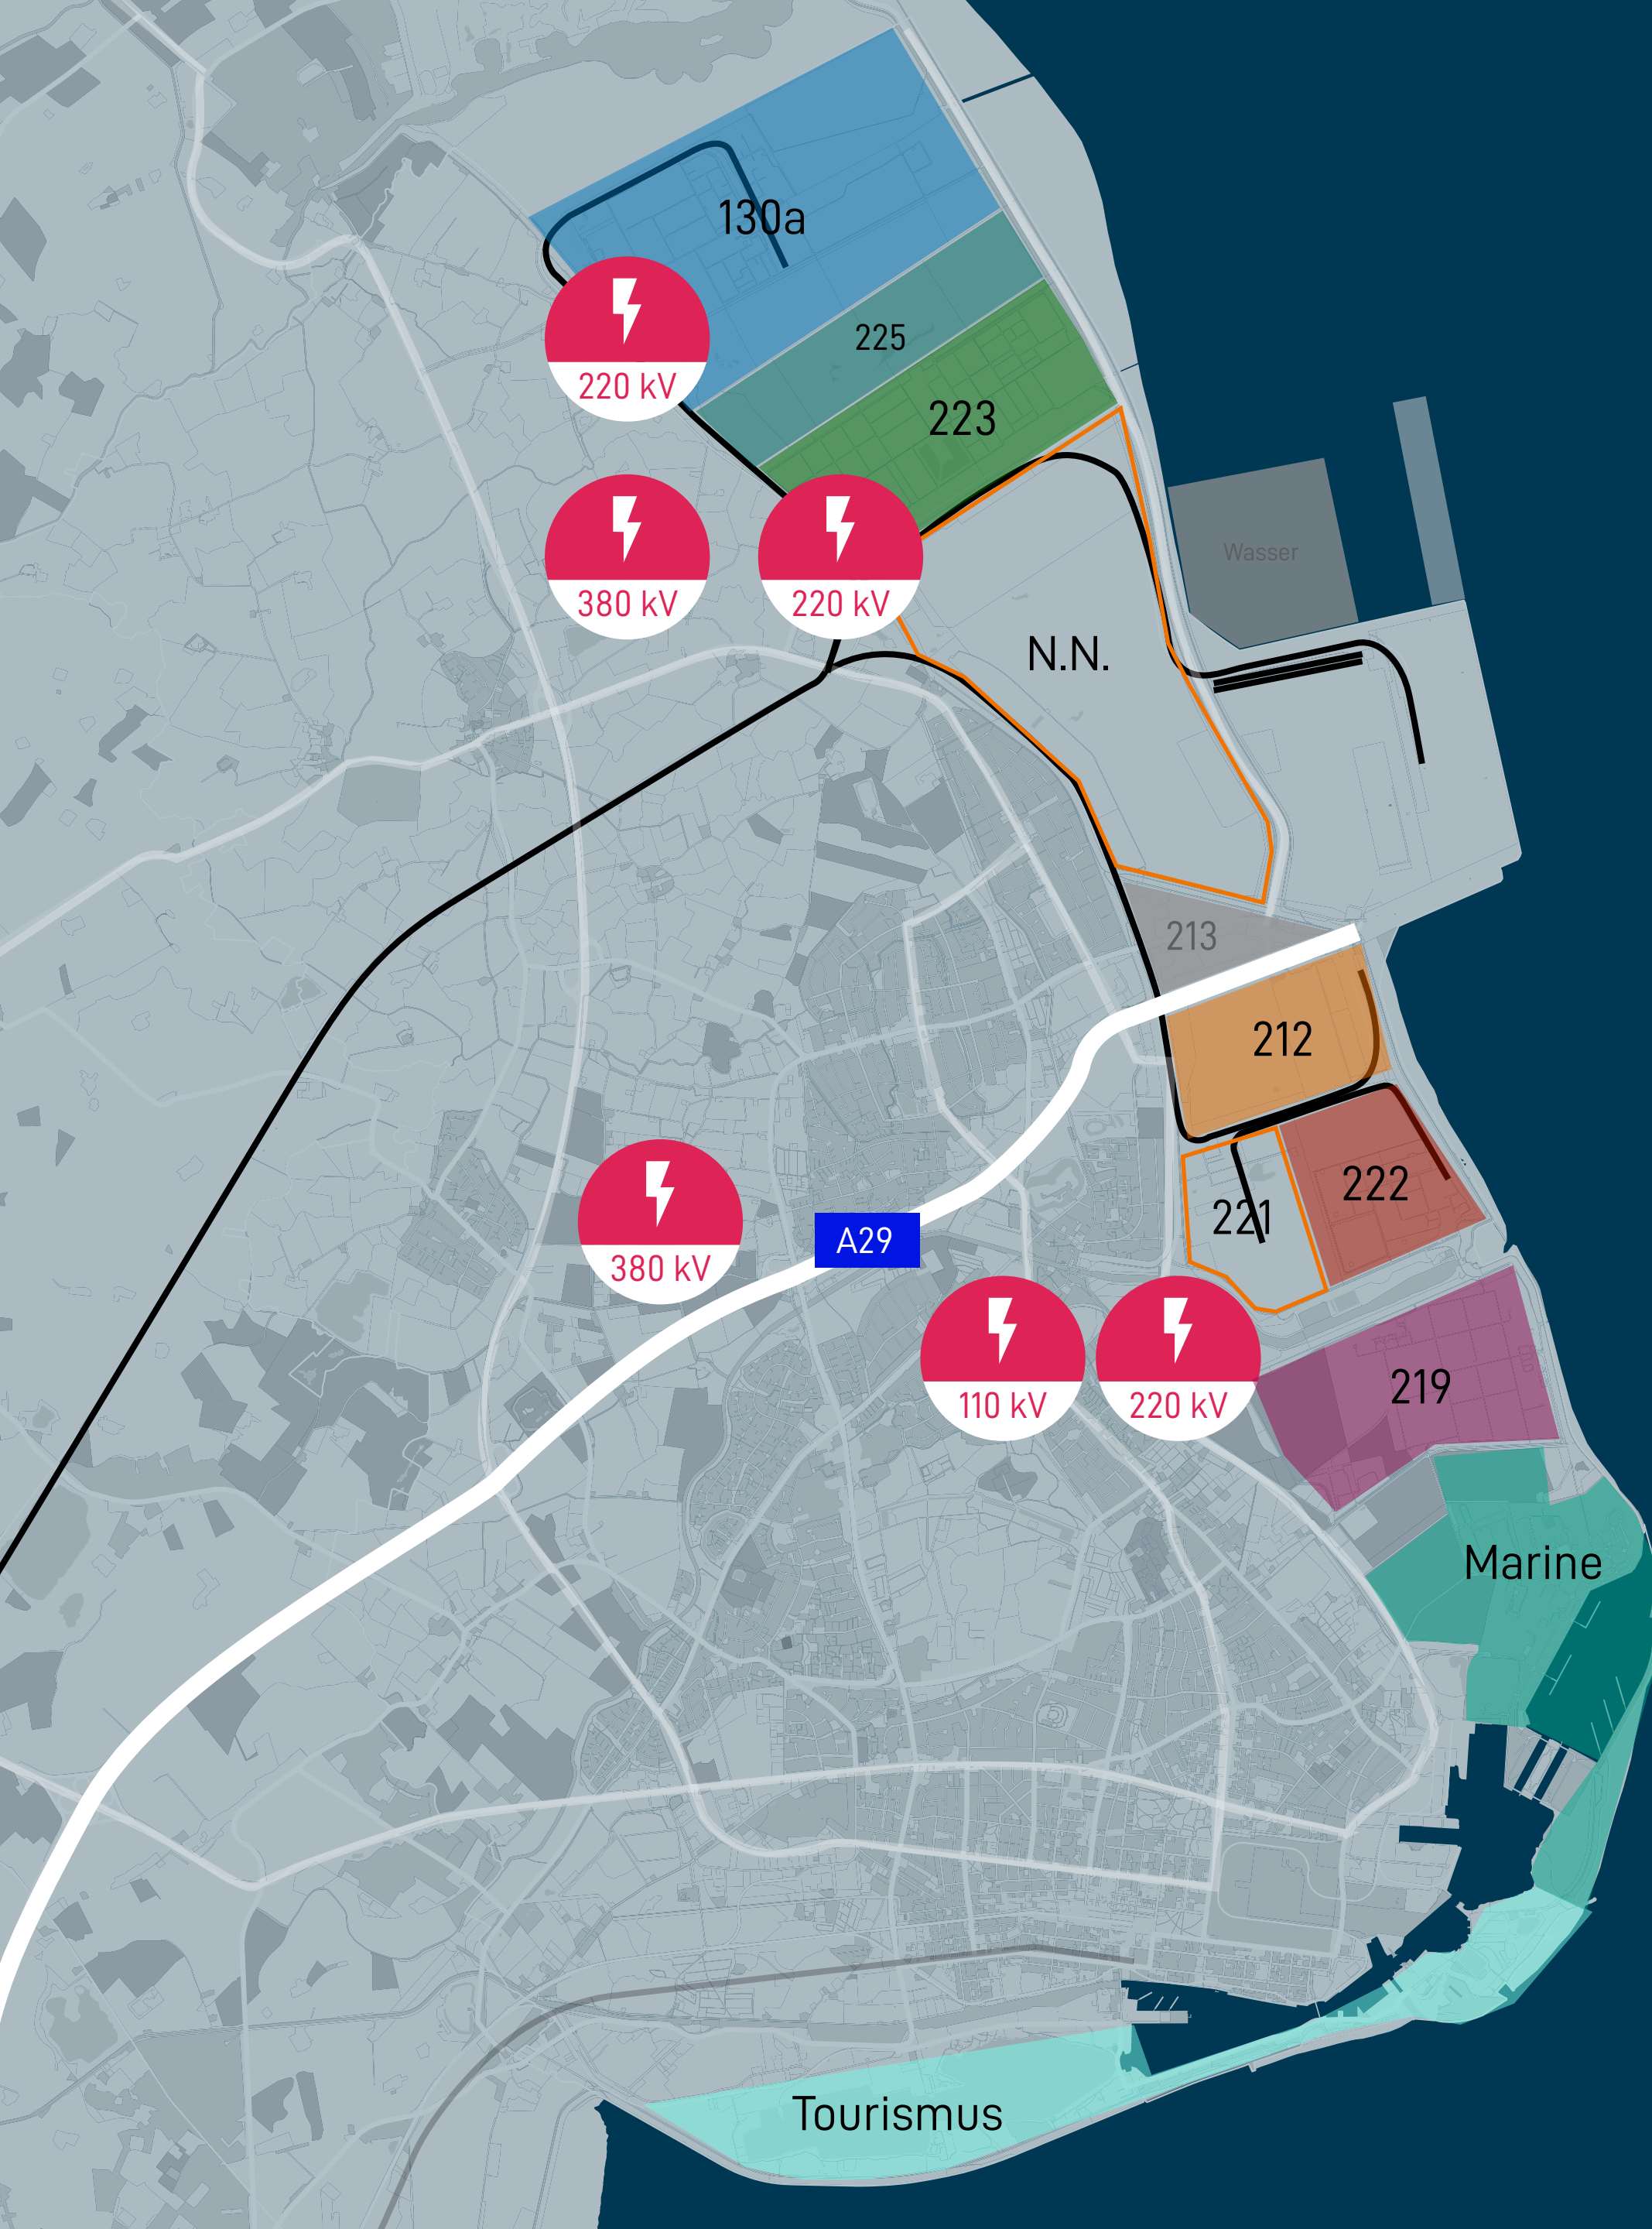 130a
225
220 kV
223
Wasser
380 kV
220 kV
N.N.
213
212
222
221
A29
380 kV
110 kV
220 kV
219
Marine
Tourismus